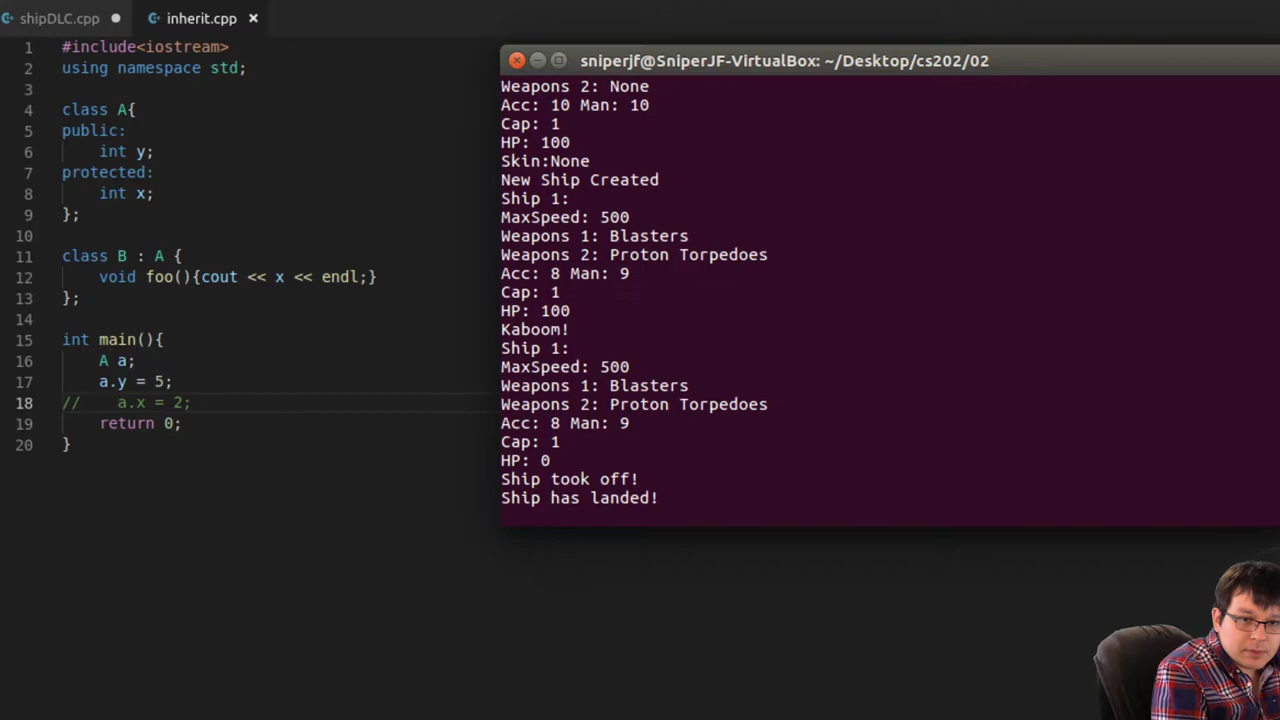 shipDLC.cpp
inherit.cpp
1 #include<iostream>
2 using namespace std;
3
4 class A{
5 public:
6 int y;
7 protected:
8 int x;
9 };
10
11 class B : A {
12 void foo(){cout << x << endl;}
13 };
14
15 int main(){
16 A a;
17 a.y = 5;
18 // a.x = 2;
19 return 0;
20 }
sniperjf@SniperJF-VirtualBox: ~/Desktop/cs202/02
Weapons 2: None
Acc: 10 Man: 10
Cap: 1
HP: 100
Skin:None
New Ship Created
Ship 1:
MaxSpeed: 500
Weapons 1: Blasters
Weapons 2: Proton Torpedoes
Acc: 8 Man: 9
Cap: 1
HP: 100
Kaboom!
Ship 1:
MaxSpeed: 500
Weapons 1: Blasters
Weapons 2: Proton Torpedoes
Acc: 8 Man: 9
Cap: 1
HP: 0
Ship took off!
Ship has landed!